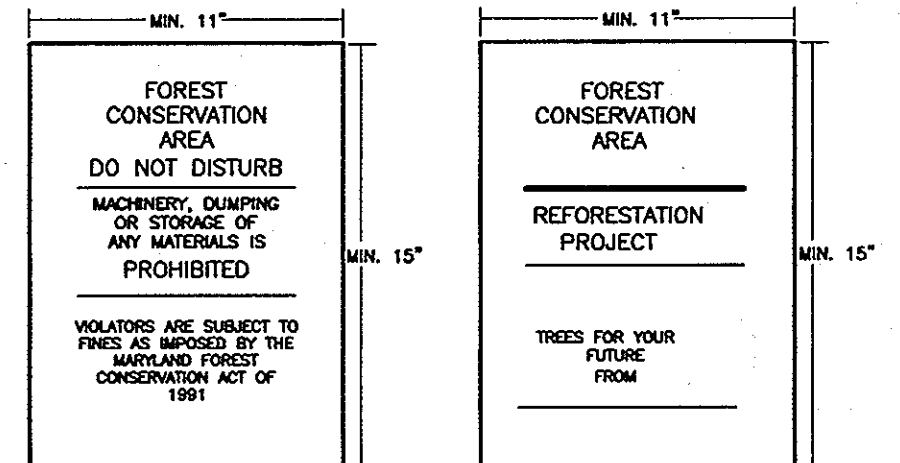 MIN. 11"
FOREST
CONSERVATION
AREA
DO NOT DISTURB
MACHINERY, DUMPING
OR STORAGE OF
ANY MATERIALS IS
PROHIBITED
VIOLATORS ARE SUBJECT TO
FINES AS IMPOSED BY THE
MARYLAND FOREST
CONSERVATION ACT OF
1991
MIN. 15"
MIN. 11"
FOREST
CONSERVATION
AREA
REFORESTATION
PROJECT
TREES FOR YOUR
FUTURE
FROM
MIN. 15"